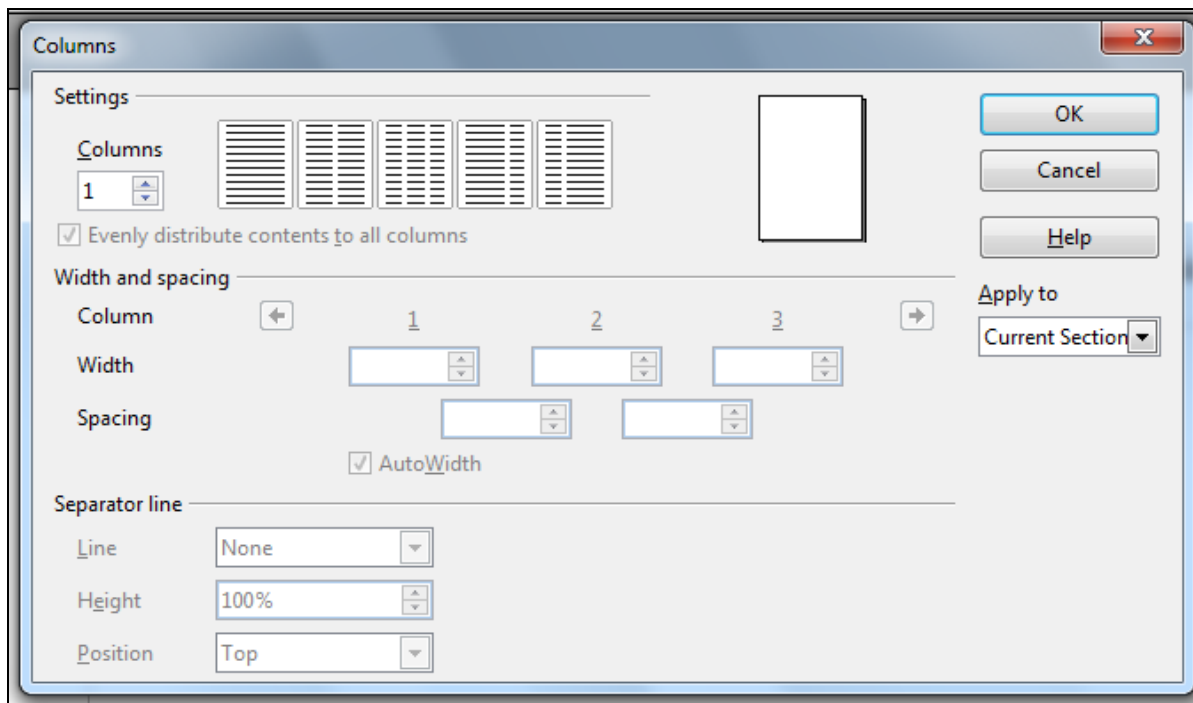 Columns
Settings
OK
Columns
1
Cancel
Evenly distribute contents to all columns
Help
Width and spacing
Apply to
Column 1 2 3
Current Section
Width
Spacing
AutoWidth
Separator line
Line None
Height 100%
Position Top